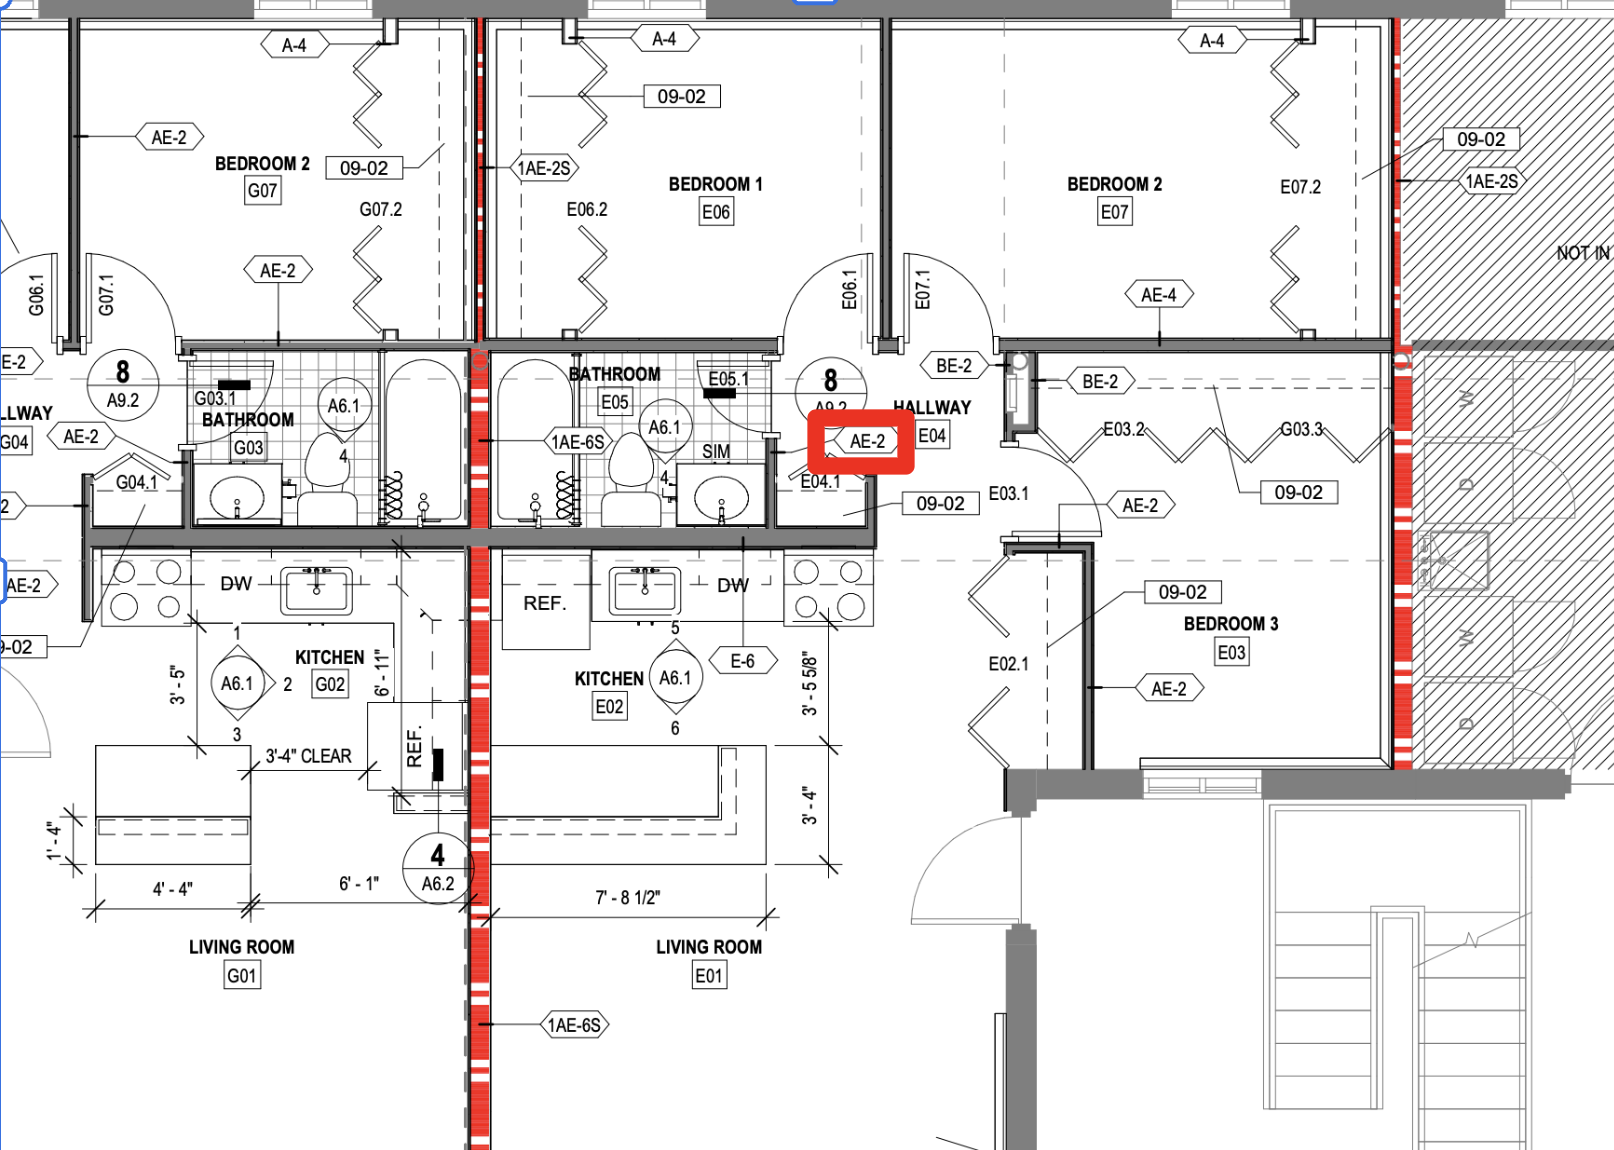 A-4
A-4
A-4
09-02
AE-2
09-02
BEDROOM 2
G07
09-02
1AE-2S
BEDROOM 1
E06
BEDROOM 2
E07
E07.2
1AE-2S
G07.2
E06.2
NOT IN
AE-2
G06.1
G07.1
E06.1
E07.1
AE-4
E-2
8
A9.2
G03.1
A6.1
BATHROOM
E05
E05.1
8
A9.2
BE-2
BE-2
W
LLWAY
G04
AE-2
BATHROOM
G03
4
1AE-6S
A6.1
4
SIM
AE-2
HALLWAY
E04
E03.2
G03.3
G04.1
E04.1
09-02
E03.1
AE-2
09-02
D
2
AE-2
DW
REF.
DW
09-02
9-02
1
A6.1
2
3
3' - 5"
KITCHEN
G02
6' - 11"
5
A6.1
6
KITCHEN
E02
E-6
3' - 5 5/8"
E02.1
AE-2
BEDROOM 3
E03
W
D
3'-4" CLEAR
REF.
1' - 4"
3' - 4"
4
A6.2
4' - 4"
6' - 1"
7' - 8 1/2"
LIVING ROOM
G01
LIVING ROOM
E01
1AE-6S